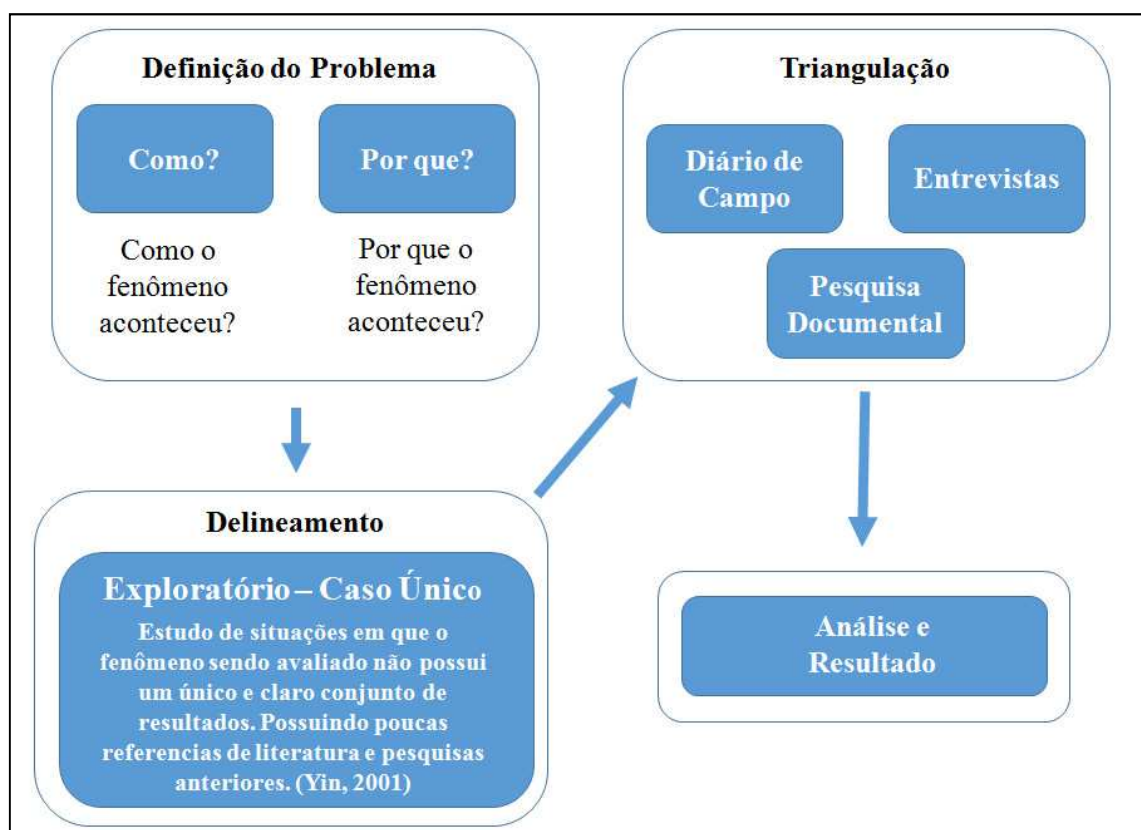 Definição do Problema
Como?
Por que?
Como o
fenômeno
aconteceu?
Por que o
fenômeno
aconteceu?
Delineamento
Exploratório – Caso Único
Estudo de situações em que o
fenômeno sendo avaliado não possui
um único e claro conjunto de
resultados. Possuindo poucas
referencias de literatura e pesquisas
anteriores. (Yin, 2001)
Triangulação
Diário de
Campo
Entrevistas
Pesquisa
Documental
Análise e
Resultado